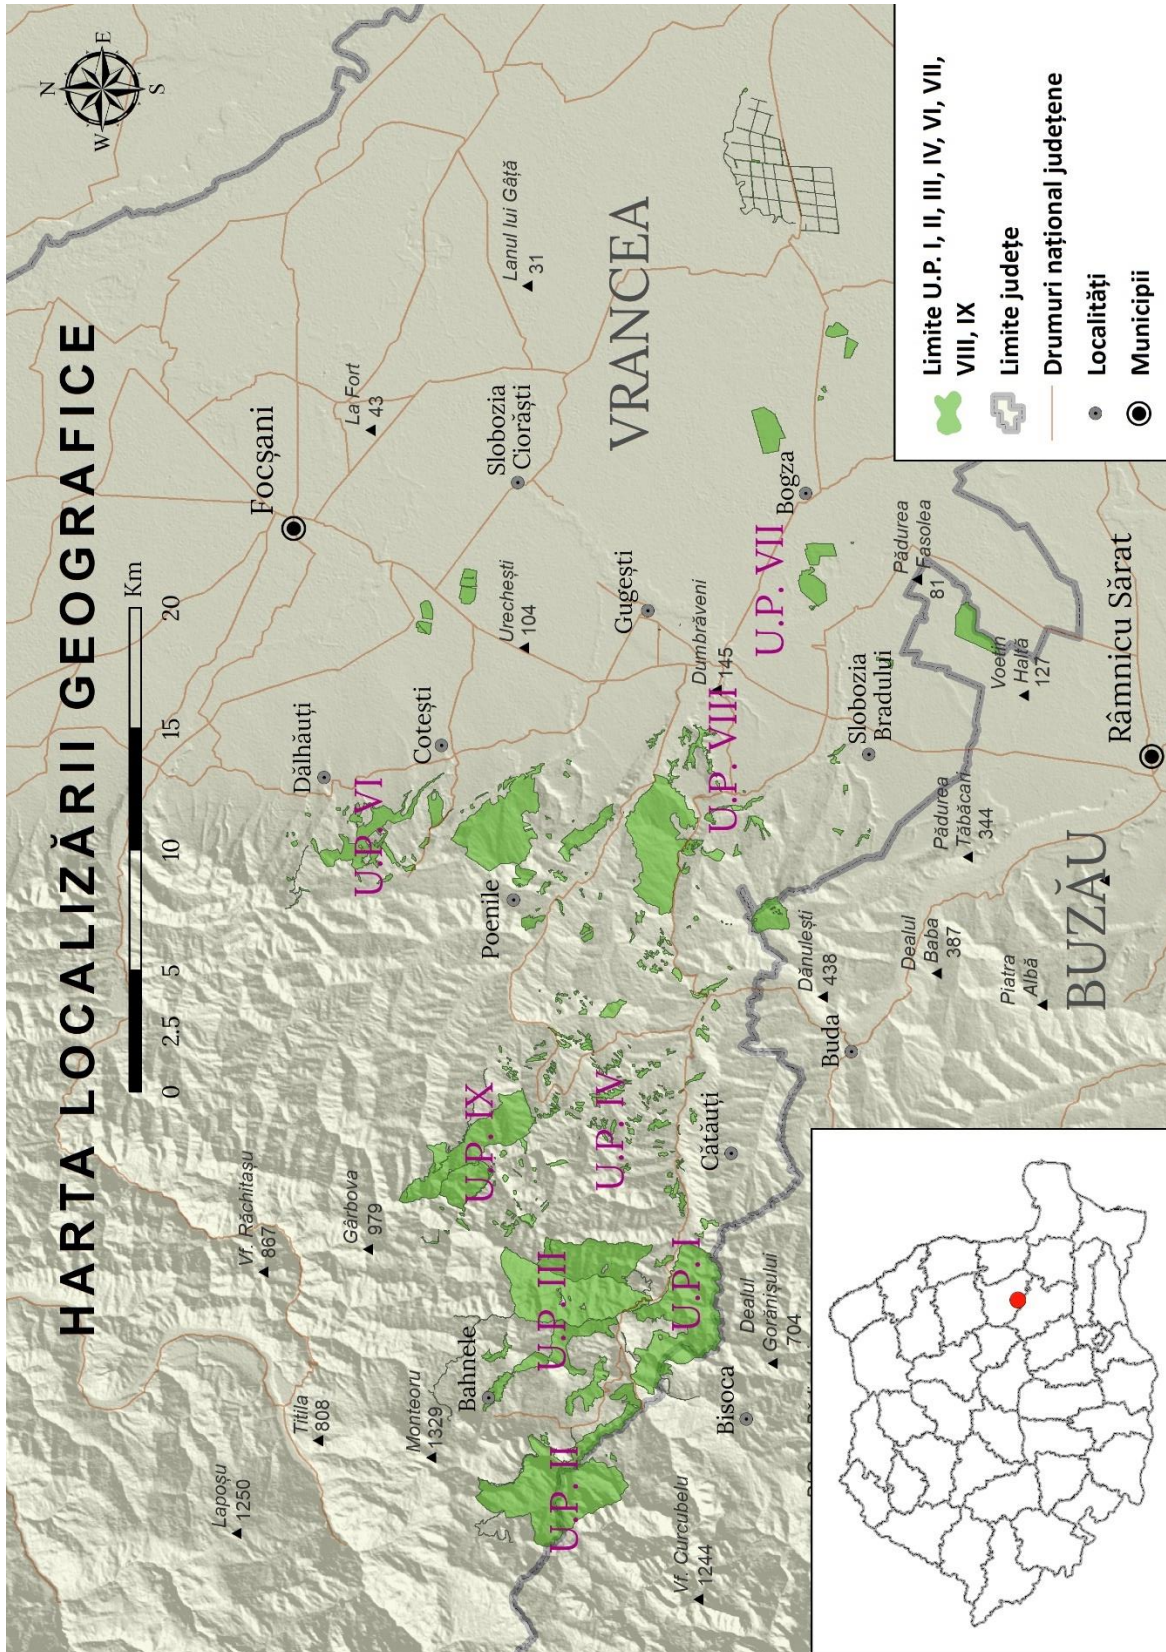 HARTA LOCALIZĂRII GEOGRAFICE
0
2.5
5
10
15
20
Km
N
E
S
W
Lapoșu
1250
Titila
808
Vf. Răchitașu
867
Gârbova
979
Monteoru
1329
Bahnele
Dălhăuți
Focșani
La Fort
43
U.P. VI
Cotești
Urechești
104
Slobozia
Ciorăști
Lanul lui Gâță
31
Poenile
U.P. IX
U.P. III
U.P. II
U.P. IV
Gugești
VRANCEA
U.P. I
Cătăuți
Dumbrăveni
145
U.P. VIII
U.P. VII
Bogza
Vf. Curcubelu
1244
Bisoca
Dealul
Gorănișului
704
Dănulești
438
Buda
Slobozia
Bradului
Pădurea
Fasolea
81
Dealul
Baba
387
Pădurea
Tăbăcari
344
Voetin
Haltă
127
Piatra
Albă
BUZĂU
Râmnicu Sărat
Limite U.P. I, II, III, IV, VI, VII,
VIII, IX
Limite județe
Drumuri național județene
Localități
Municipii